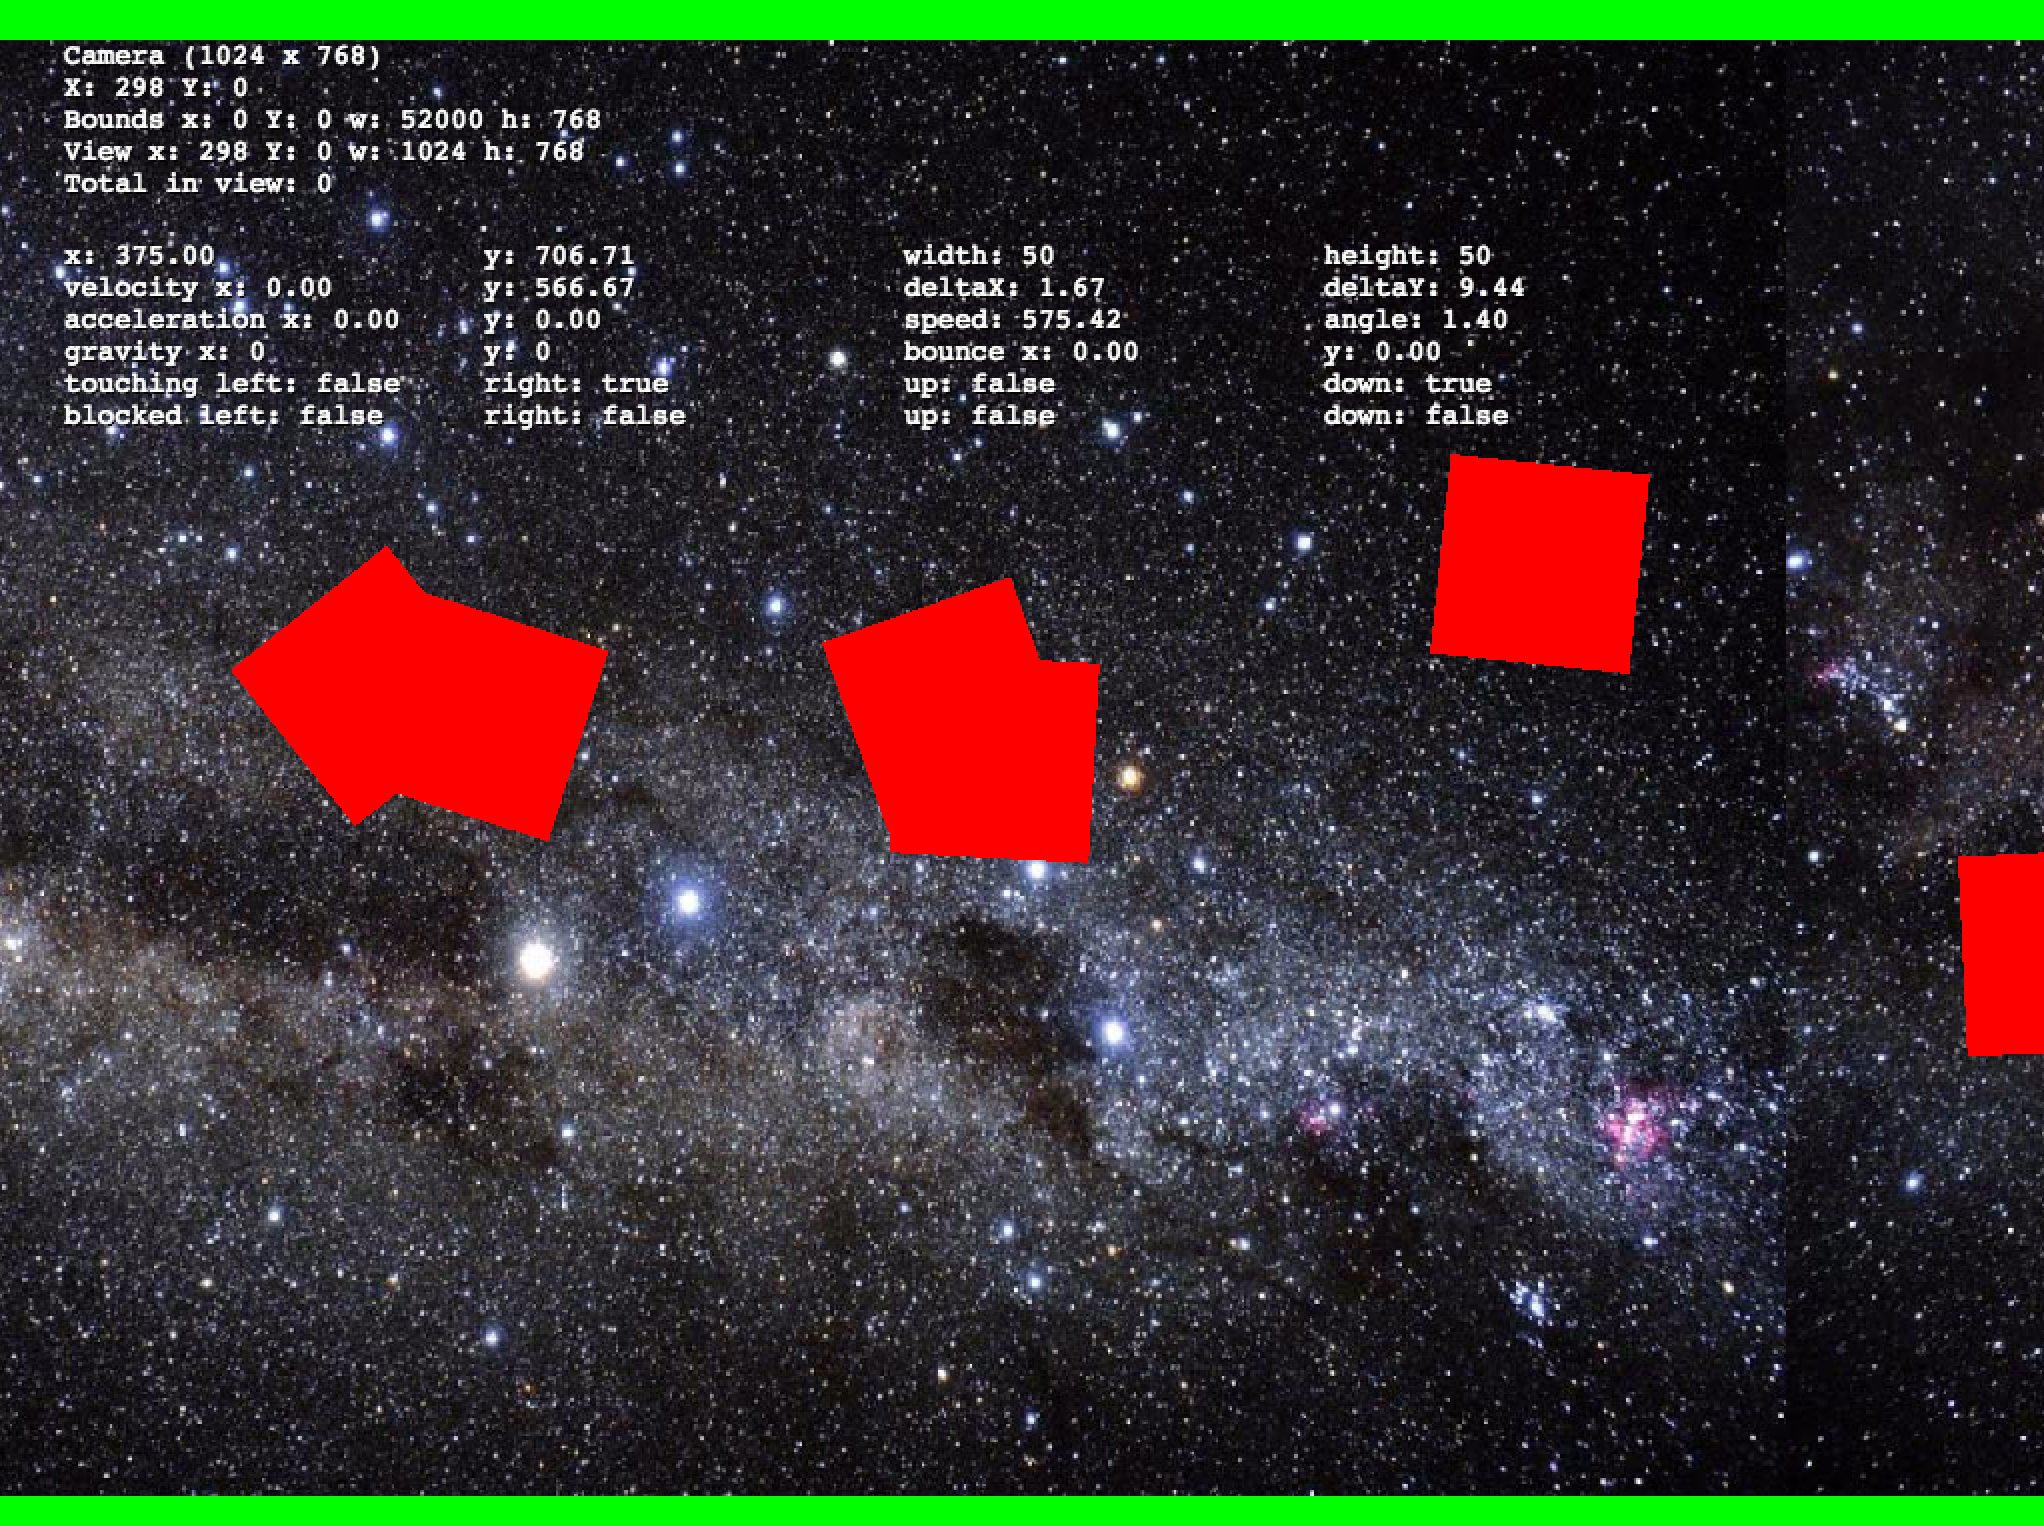 Camera (1024 x 768)
X: 298 Y: 0
Bounds x: 0 Y: 0 w: 52000 h: 768
View x: 298 Y: 0 w: 1024 h: 768
Total in view: 0
x: 375.00 y: 706.71 width: 50 height: 50
velocity x: 0.00 y: 566.67 deltaX: 1.67 deltaY: 9.44
acceleration x: 0.00 y: 0.00 speed: 575.42 angle: 1.40
gravity x: 0 y: 0 bounce x: 0.00 y: 0.00
touching left: false right: true up: false down: true
blocked left: false right: false up: false down: false